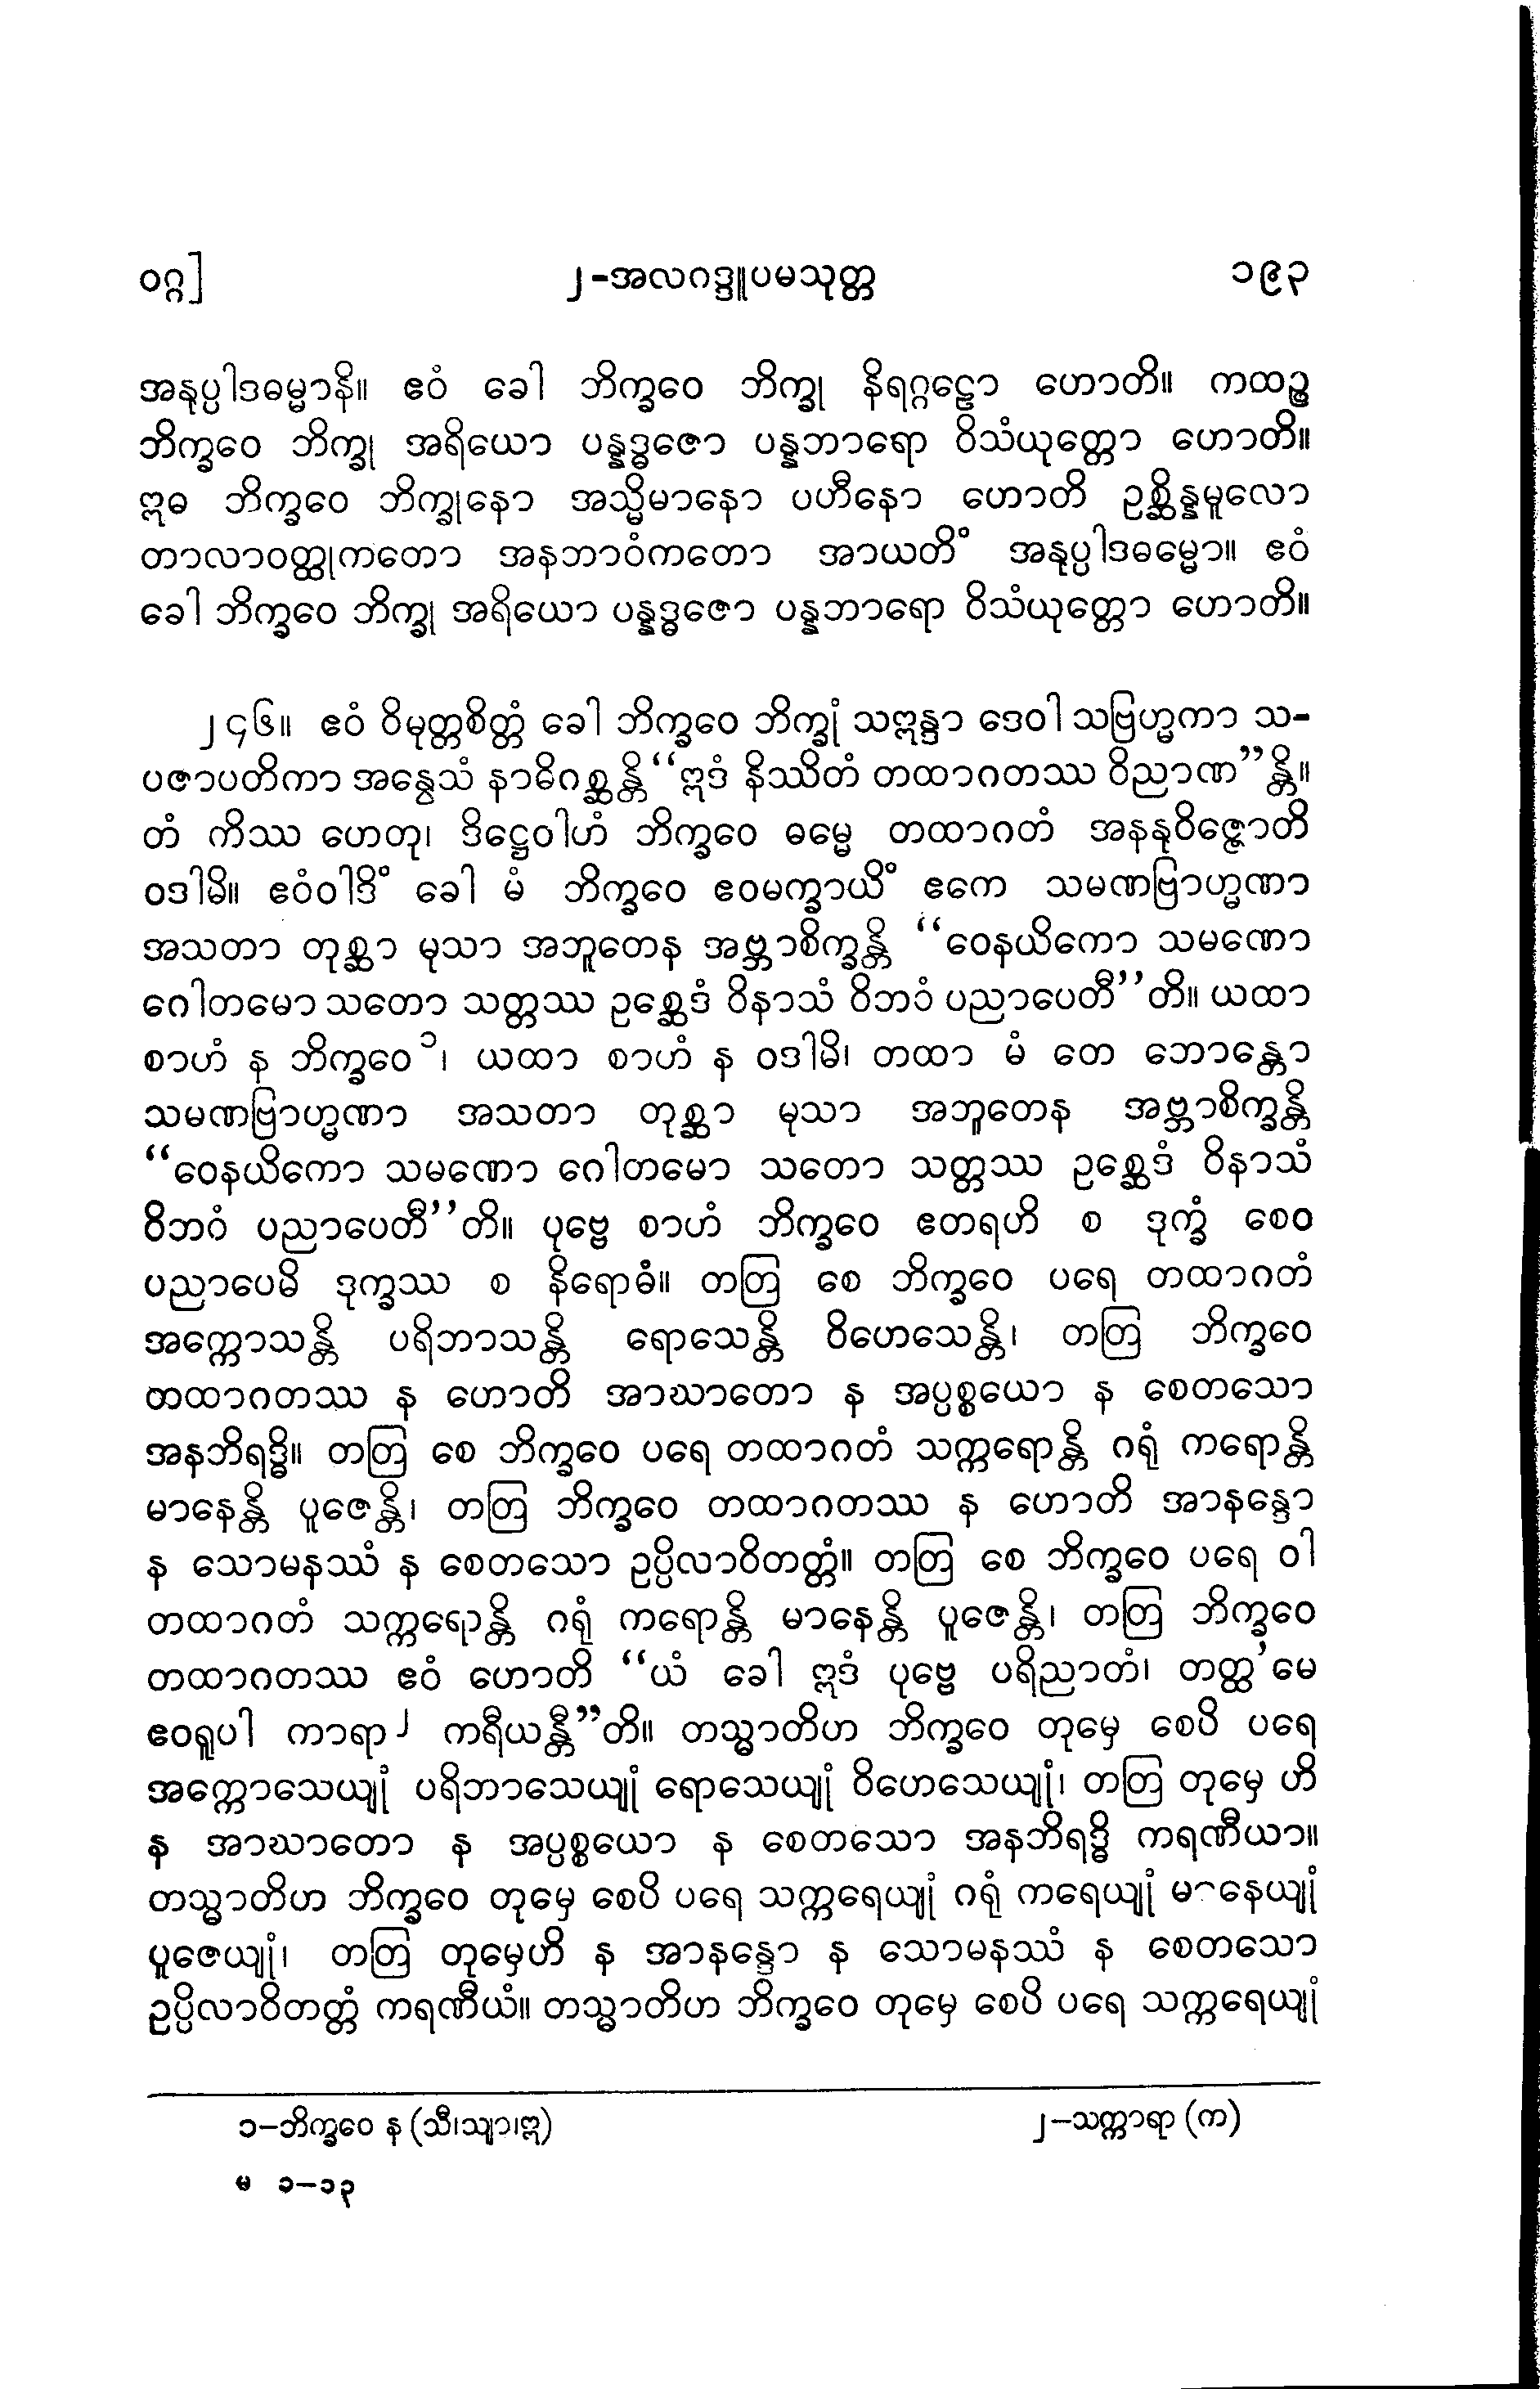 ဝဂ္ဂ]
၂-အလဂဒ္ဒူပမသုတ္တ
၁၉၃
အနုပ္ပါဒဓမ္မာနိ။ ဧဝံ ခေါ ဘိက္ခဝေ ဘိက္ခု နိရဂ္ဂဠော ဟောတိ။ ကထဉ္စ
ဘိက္ခဝေ ဘိက္ခု အရိယော ပန္နဒ္ဓဇော ပန္နဘာရော ဝိသံယုတ္တော ဟောတိ။
ဣဓ ဘိက္ခဝေ ဘိက္ခုနော အသ္မိမာနော ပဟီနော ဟောတိ ဥစ္ဆိန္နမူလော
တာလာဝတ္ထုကတော အနဘာဝံကတော အာယတိံ အနုပ္ပါဒဓမ္မော။ ဧဝံ
ခေါ ဘိက္ခဝေ ဘိက္ခု အရိယော ပန္နဒ္ဓဇော ပန္နဘာရော ဝိသံယုတ္တော ဟောတိ။
၂၄၆။ ဧဝံ ဝိမုတ္တစိတ္တံ ခေါ ဘိက္ခဝေ ဘိက္ခုံ သဣန္ဒာ ဒေဝါ သဗြဟ္မကာ သ-
ပဇာပတိကာ အနွေသံ နာဓိဂစ္ဆန္တိ “ဣဒံ နိဿိတံ တထာဂတဿ ဝိညာဏ”န္တိ။
တံ ကိဿ ဟေတု၊ ဒိဋ္ဌေဝါဟံ ဘိက္ခဝေ ဓမ္မေ တထာဂတံ အနနုဝိဇ္ဇောတိ
ဝဒါမိ။ ဧဝံဝါဒိံ ခေါ မံ ဘိက္ခဝေ ဧဝမက္ခာယိံ ဧကေ သမဏဗြာဟ္မဏာ
အသတာ တုစ္ဆာ မုသာ အဘူတေန အဗ္ဘာစိက္ခန္တိ “ဝေနယိကော သမဏော
ဂေါတမော သတော သတ္တဿ ဥစ္ဆေဒံ ဝိနာသံ ဝိဘဝံ ပညာပေတီ”တိ။ ယထာ
စာဟံ န ဘိက္ခဝေ ၁၊ ယထာ စာဟံ န ဝဒါမိ၊ တထာ မံ တေ ဘောန္တော
သမဏဗြာဟ္မဏာ အသတာ တုစ္ဆာ မုသာ အဘူတေန အဗ္ဘာစိက္ခန္တိ
“ဝေနယိကော သမဏော ဂေါတမော သတော သတ္တဿ ဥစ္ဆေဒံ ဝိနာသံ
ဝိဘဝံ ပညာပေတီ”တိ။ ပုဗ္ဗေ စာဟံ ဘိက္ခဝေ ဧတရဟိ စ ဒုက္ခံ စေဝ
ပညာပေမိ ဒုက္ခဿ စ နိရောဓံ။ တတြ စေ ဘိက္ခဝေ ပရေ တထာဂတံ
အက္ကောသန္တိ ပရိဘာသန္တိ ရောသေန္တိ ဝိဟေသေန္တိ၊ တတြ ဘိက္ခဝေ
တထာဂတဿ န ဟောတိ အာဃာတော န အပ္ပစ္စယော န စေတသော
အနဘိရဒ္ဓိ။ တတြ စေ ဘိက္ခဝေ ပရေ တထာဂတံ သက္ကရောန္တိ ဂရုံ ကရောန္တိ
မာနေန္တိ ပူဇေန္တိ၊ တတြ ဘိက္ခဝေ တထာဂတဿ န ဟောတိ အာနန္ဒော
န သောမနဿံ န စေတသော ဥပ္ပိလာဝိတတ္တံ။ တတြ စေ ဘိက္ခဝေ ပရေ ဝါ
တထာဂတံ သက္ကရောန္တိ ဂရုံ ကရောန္တိ မာနေန္တိ ပူဇေန္တိ၊ တတြ ဘိက္ခဝေ
တထာဂတဿ ဧဝံ ဟောတိ “ယံ ခေါ ဣဒံ ပုဗ္ဗေ ပရိညာတံ၊ တတ္ထ’မေ
ဧဝရူပါ ကာရာ ၂ ကရီယန္တီ”တိ။ တသ္မာတိဟ ဘိက္ခဝေ တုမှေ စေပိ ပရေ
အက္ကောသေယျုံ ပရိဘာသေယျုံ ရောသေယျုံ ဝိဟေသေယျုံ၊ တတြ တုမှေ ဟိ
န အာဃာတော န အပ္ပစ္စယော န စေတသော အနဘိရဒ္ဓိ ကရဏီယာ။
တသ္မာတိဟ ဘိက္ခဝေ တုမှေ စေပိ ပရေ သက္ကရေယျုံ ဂရုံ ကရေယျုံ မာနေယျုံ
ပူဇေယျုံ၊ တတြ တုမှေဟိ န အာနန္ဒော န သောမနဿံ န စေတသော
ဥပ္ပိလာဝိတတ္တံ ကရဏီယံ။ တသ္မာတိဟ ဘိက္ခဝေ တုမှေ စေပိ ပရေ သက္ကရေယျုံ
၁–ဘိက္ခဝေ န (သီ၊သျာ၊ဣ)
၂–သက္ကာရာ (က)
မ ၁–၁၃